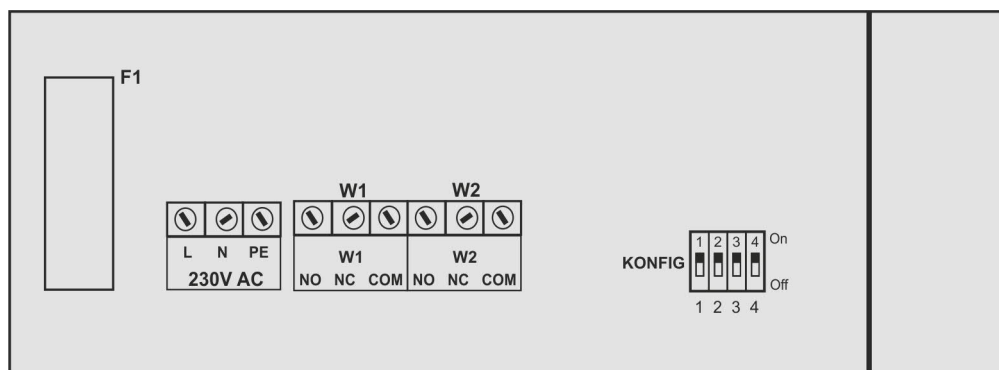 F1
W1 W2
L N PE
230V AC
W1 W2
NO NC COM NO NC COM
KONFIG
1 2 3 4
On
Off
1 2 3 4